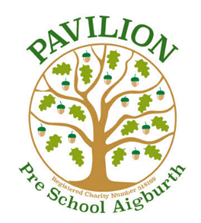 PAVILION
Registered Charity Number
Pre School Aigburth